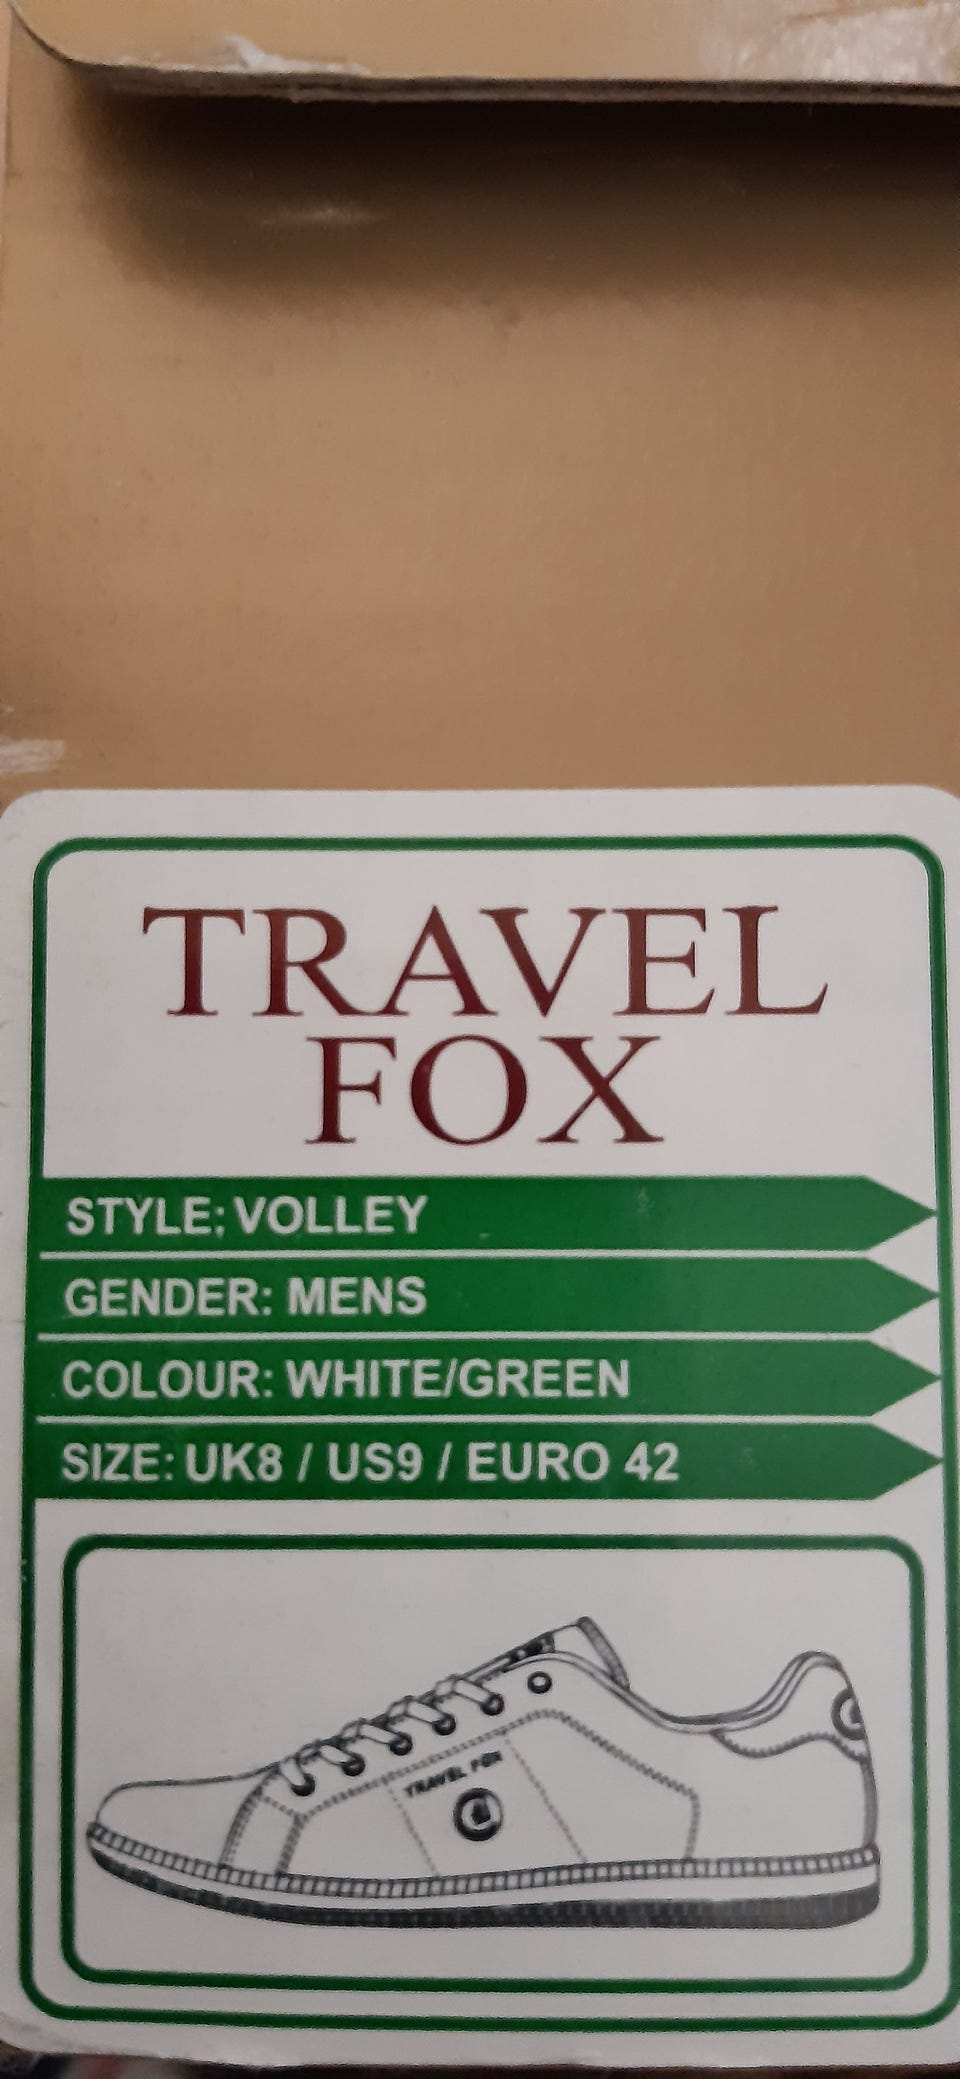 TRAVEL
FOX
STYLE: VOLLEY
GENDER: MENS
COLOUR: WHITE/GREEN
SIZE: UK8 / US9 / EURO 42
TRAVEL FOX